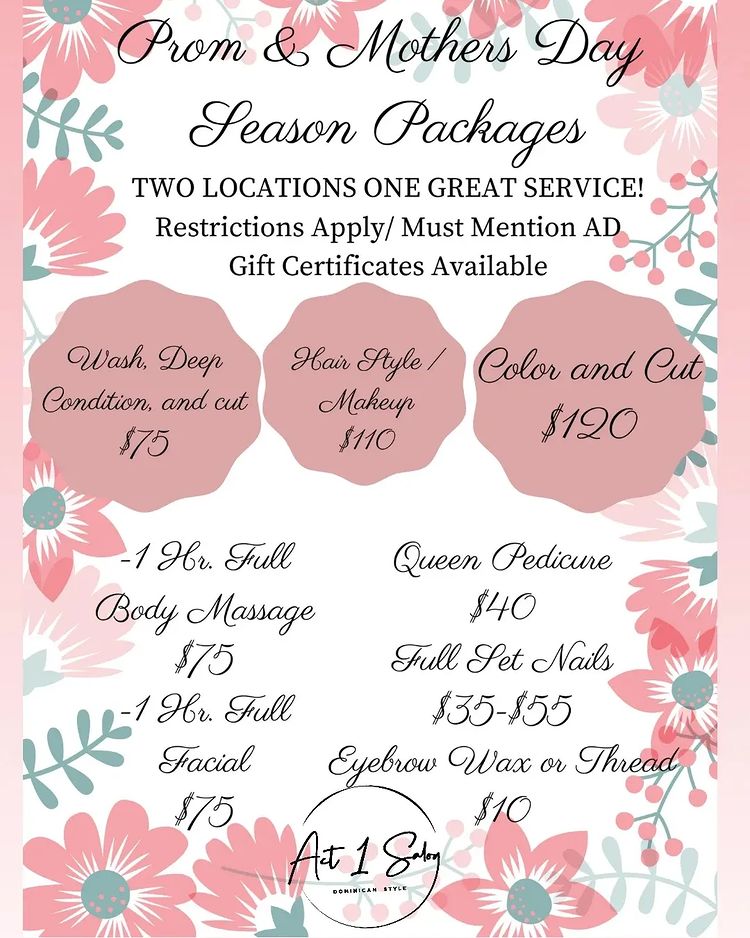 Prom & Mothers Day
Season Packages
TWO LOCATIONS ONE GREAT SERVICE!
Restrictions Apply/ Must Mention AD
Gift Certificates Available
Wash, Deep
Condition, and cut
$75
Hair Style /
Makeup
$110
Color and Cut
$120
-1 Hr. Full
Body Massage
$75
-1 Hr. Full
Facial
$75
Queen Pedicure
$40
Full Set Nails
$35-$55
Eyebrow Wax or Thread
$10
Act 1 Salon
DOMINICAN STYLE